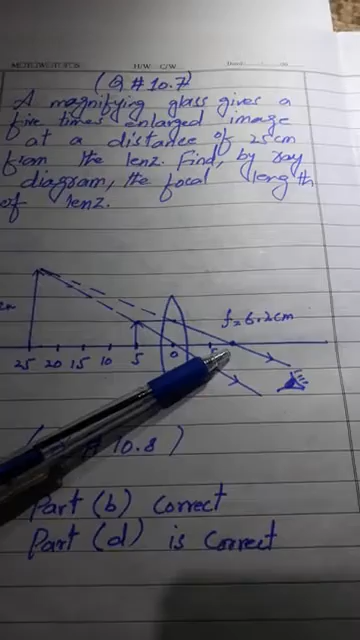 H/W C/W
(Q # 10.7)
A magnifying glass gives a
five times enlarged image
at a distance of 25cm
from the lenz. Find, by ray
diagram, the focal length
of lenz.
f=6.2cm
25 20 15 10 5 0 5
# 10.8)
Part (b) Correct
Part (d) is Correct